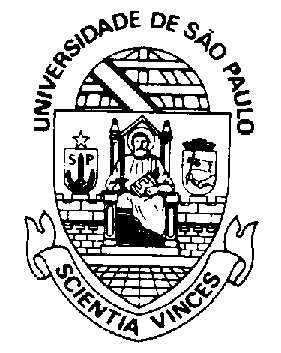 UNIVERSIDADE DE SÃO PAULO
S P
SCIENTIA VINCES